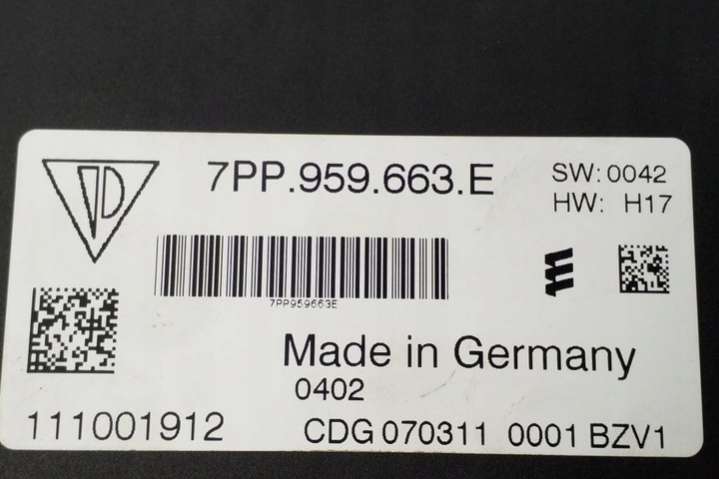 7PP.959.663.E
SW: 0042
HW: H17
7PP959663E
Made in Germany
0402
111001912
CDG 070311 0001 BZV1